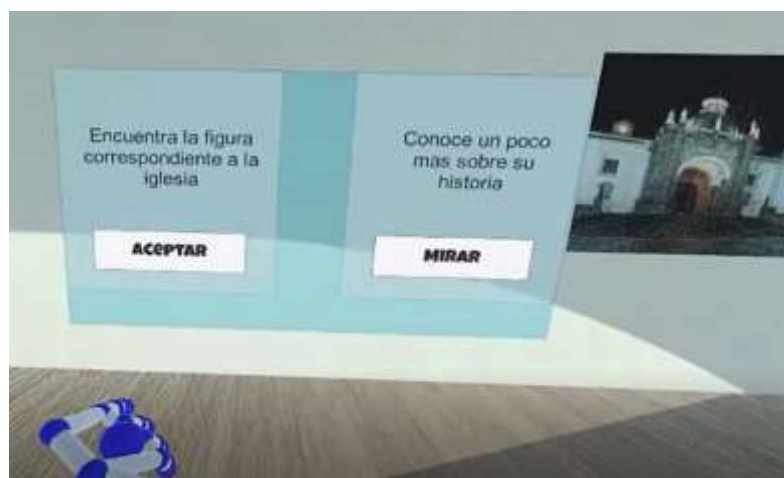 Encuentra la figura
correspondiente a la
iglesia
ACEPTAR
Conoce un poco
mas sobre su
historia
MIRAR